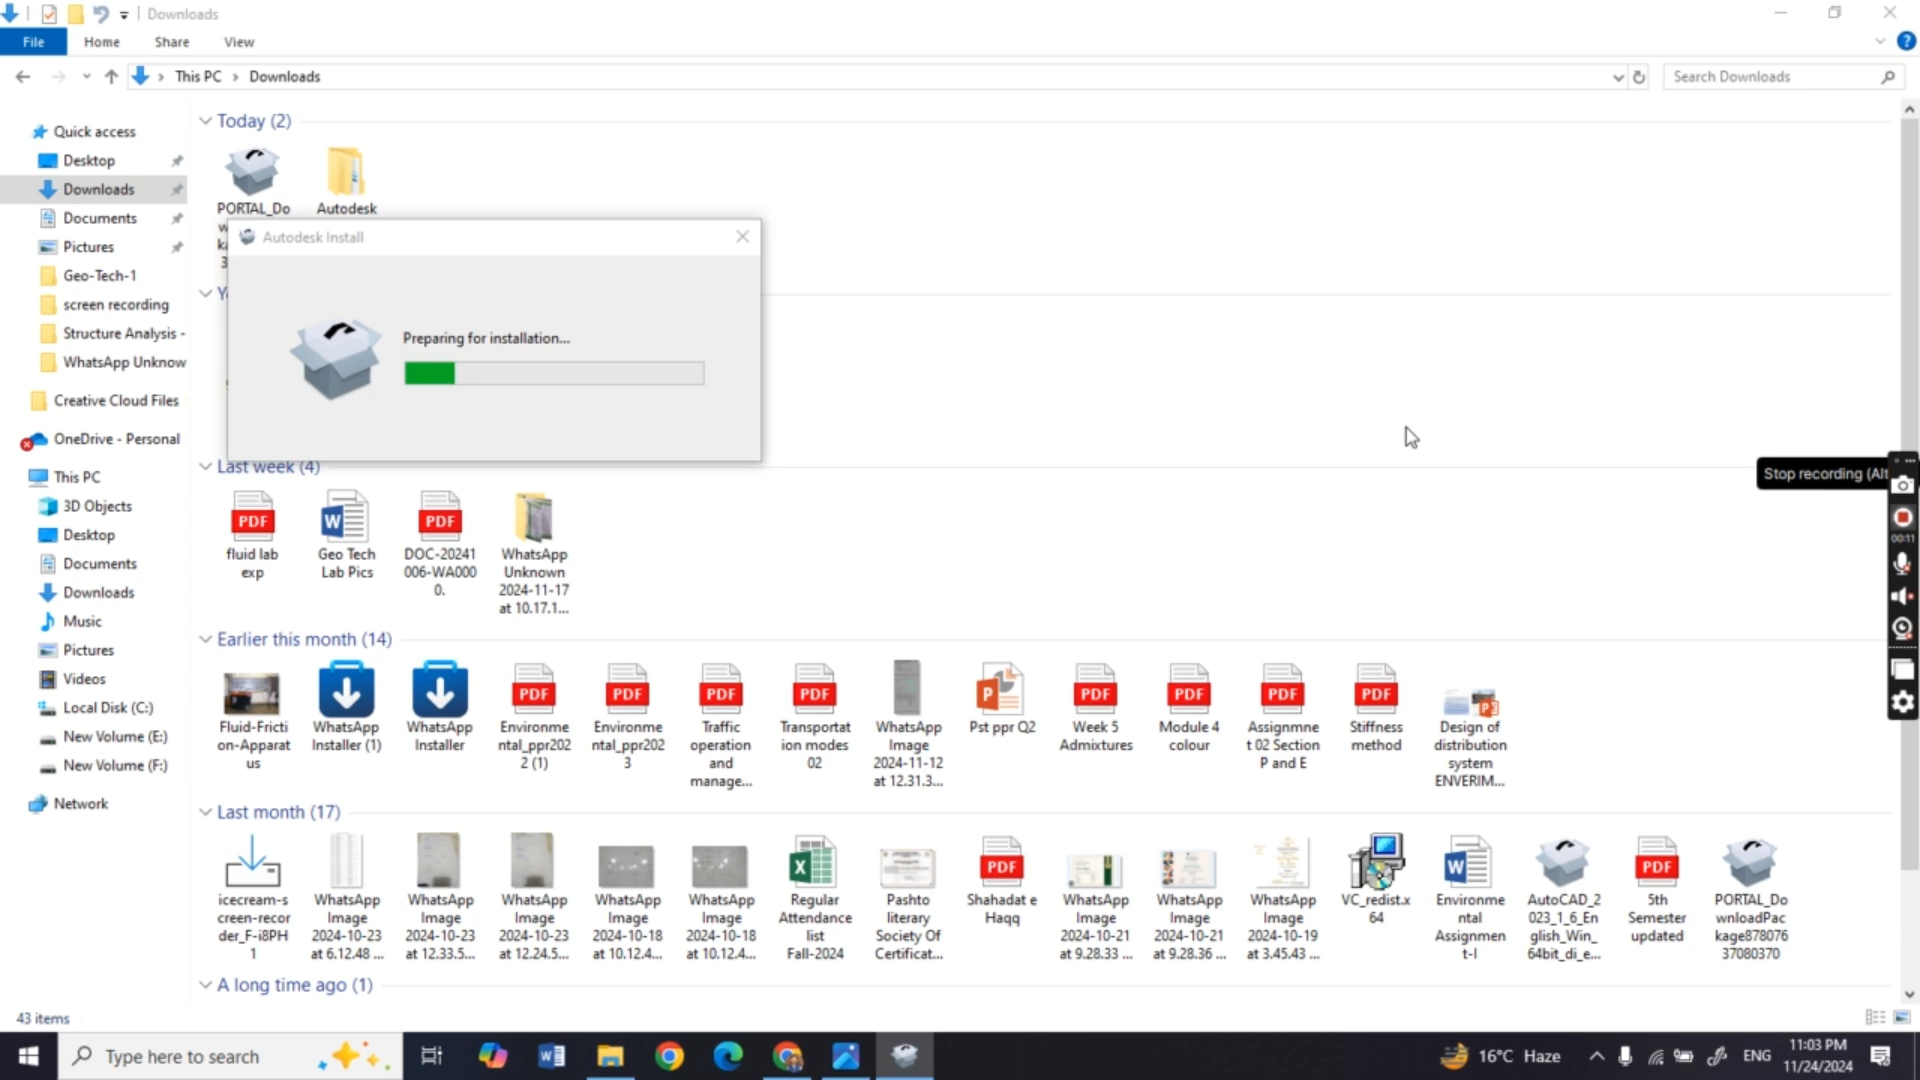 Downloads
File
Home
Share
View
This PC
Downloads
Search Downloads
Quick access
Desktop
Downloads
Documents
Pictures
Geo-Tech-1
screen recording
Structure Analysis -
WhatsApp Unknow
Creative Cloud Files
OneDrive - Personal
This PC
3D Objects
Desktop
Documents
Downloads
Music
Pictures
Videos
Local Disk (C:)
New Volume (E:)
New Volume (F:)
Network
Today (2)
PORTAL_Do
Autodesk
Autodesk Install
Preparing for installation...
Last week (4)
PDF
PDF
fluid lab
exp
Geo Tech
Lab Pics
DOC-20241
006-WA000
0.
WhatsApp
Unknown
2024-11-17
at 10.17.1...
Earlier this month (14)
PDF
PDF
PDF
PDF
PDF
PDF
PDF
PDF
Fluid-Fricti
on-Apparat
us
WhatsApp
Installer (1)
WhatsApp
Installer
Environme
ntal_ppr202
2 (1)
Environme
ntal_ppr202
3
Traffic
operation
and
manage...
Transportat
ion modes
02
WhatsApp
Image
2024-11-12
at 12.31.3...
Pst ppr Q2
Week 5
Admixtures
Module 4
colour
Assignmne
t 02 Section
P and E
Stiffness
method
Design of
distribution
system
ENVERIM...
Last month (17)
PDF
PDF
icecream-s
creen-recor
der_F-i8PH
1
WhatsApp
Image
2024-10-23
at 6.12.48 ...
WhatsApp
Image
2024-10-23
at 12.33.5...
WhatsApp
Image
2024-10-23
at 12.24.5...
WhatsApp
Image
2024-10-18
at 10.12.4...
WhatsApp
Image
2024-10-18
at 10.12.4...
Regular
Attendance
list
Fall-2024
Pashto
literary
Society Of
Certificat...
Shahadat e
Haqq
WhatsApp
Image
2024-10-21
at 9.28.33 ...
WhatsApp
Image
2024-10-21
at 9.28.36 ...
WhatsApp
Image
2024-10-19
at 3.45.43 ...
VC_redist.x
64
Environme
ntal
Assignmen
t-I
AutoCAD_2
023_1_6_En
glish_Win_
64bit_di_e...
5th
Semester
updated
PORTAL_Do
wnloadPac
kage878076
37080370
A long time ago (1)
Stop recording (Alt
00:11
43 items
Type here to search
16°C Haze
ENG
11:03 PM
11/24/2024